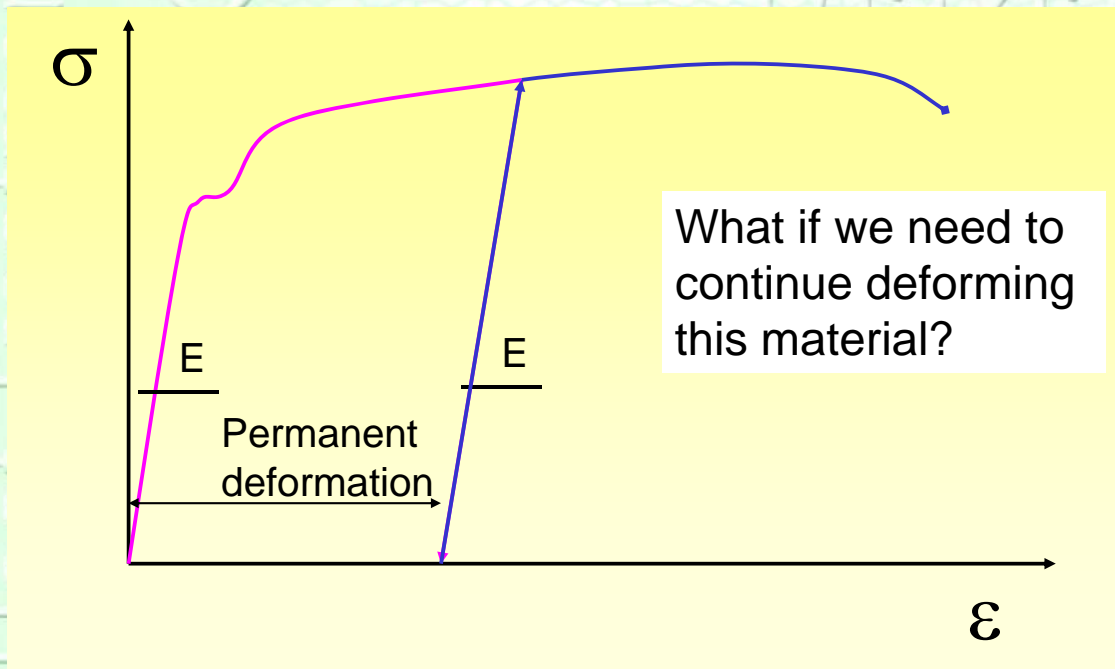 σ
What if we need to
continue deforming
this material?
E
E
Permanent
deformation
ε